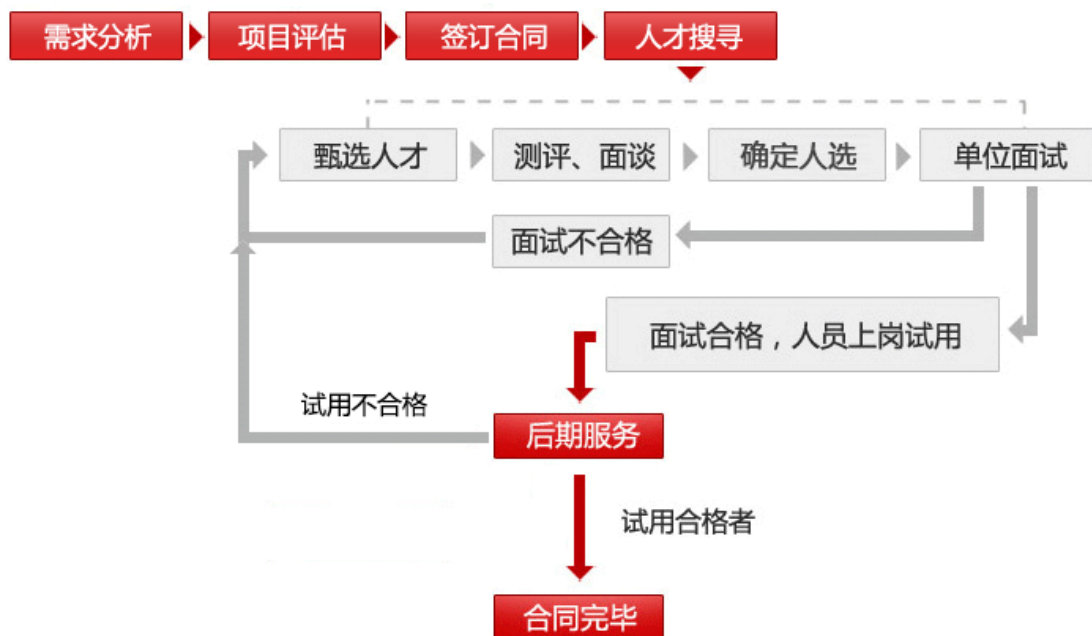 需求分析
项目评估
签订合同
人才搜寻
甄选人才
测评、面谈
确定人选
单位面试
面试不合格
面试合格，人员上岗试用
试用不合格
后期服务
试用合格者
合同完毕